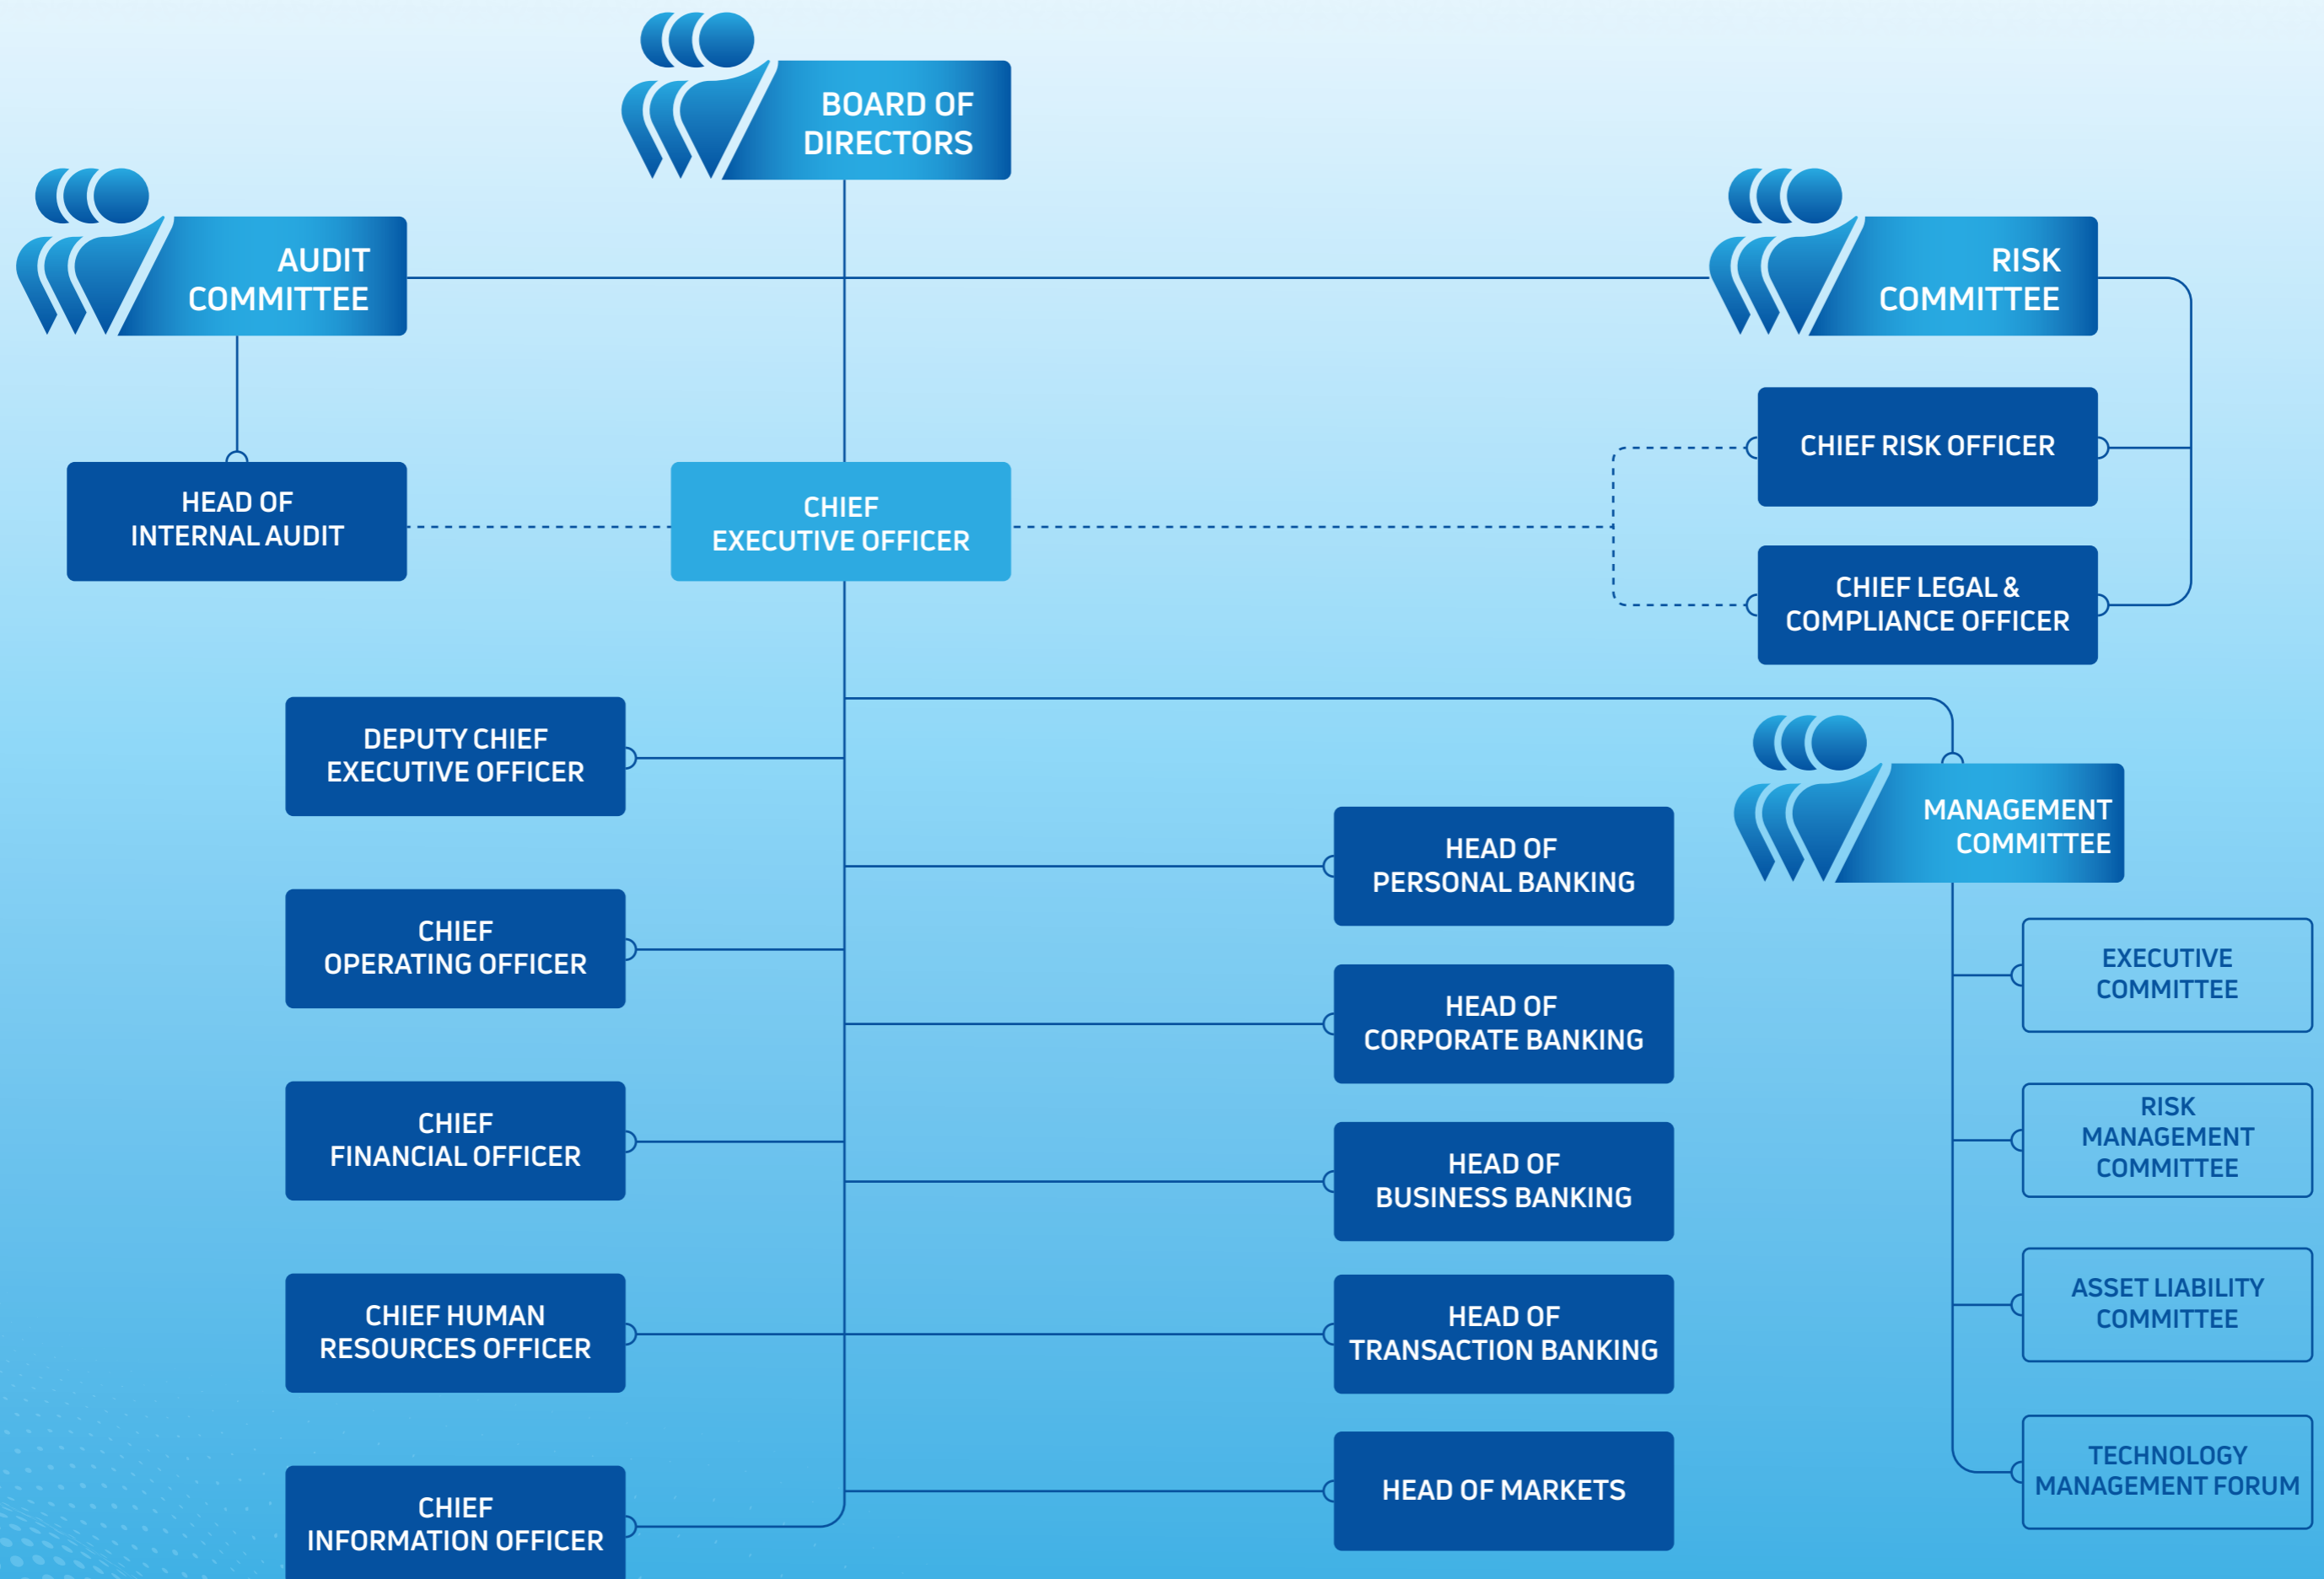 BOARD OF
DIRECTORS
AUDIT
COMMITTEE
RISK
COMMITTEE
CHIEF RISK OFFICER
HEAD OF
INTERNAL AUDIT
CHIEF
EXECUTIVE OFFICER
CHIEF LEGAL &
COMPLIANCE OFFICER
DEPUTY CHIEF
EXECUTIVE OFFICER
CHIEF
OPERATING OFFICER
CHIEF
FINANCIAL OFFICER
CHIEF HUMAN
RESOURCES OFFICER
CHIEF
INFORMATION OFFICER
HEAD OF
PERSONAL BANKING
HEAD OF
CORPORATE BANKING
HEAD OF
BUSINESS BANKING
HEAD OF
TRANSACTION BANKING
HEAD OF MARKETS
MANAGEMENT
COMMITTEE
EXECUTIVE
COMMITTEE
RISK
MANAGEMENT
COMMITTEE
ASSET LIABILITY
COMMITTEE
TECHNOLOGY
MANAGEMENT FORUM